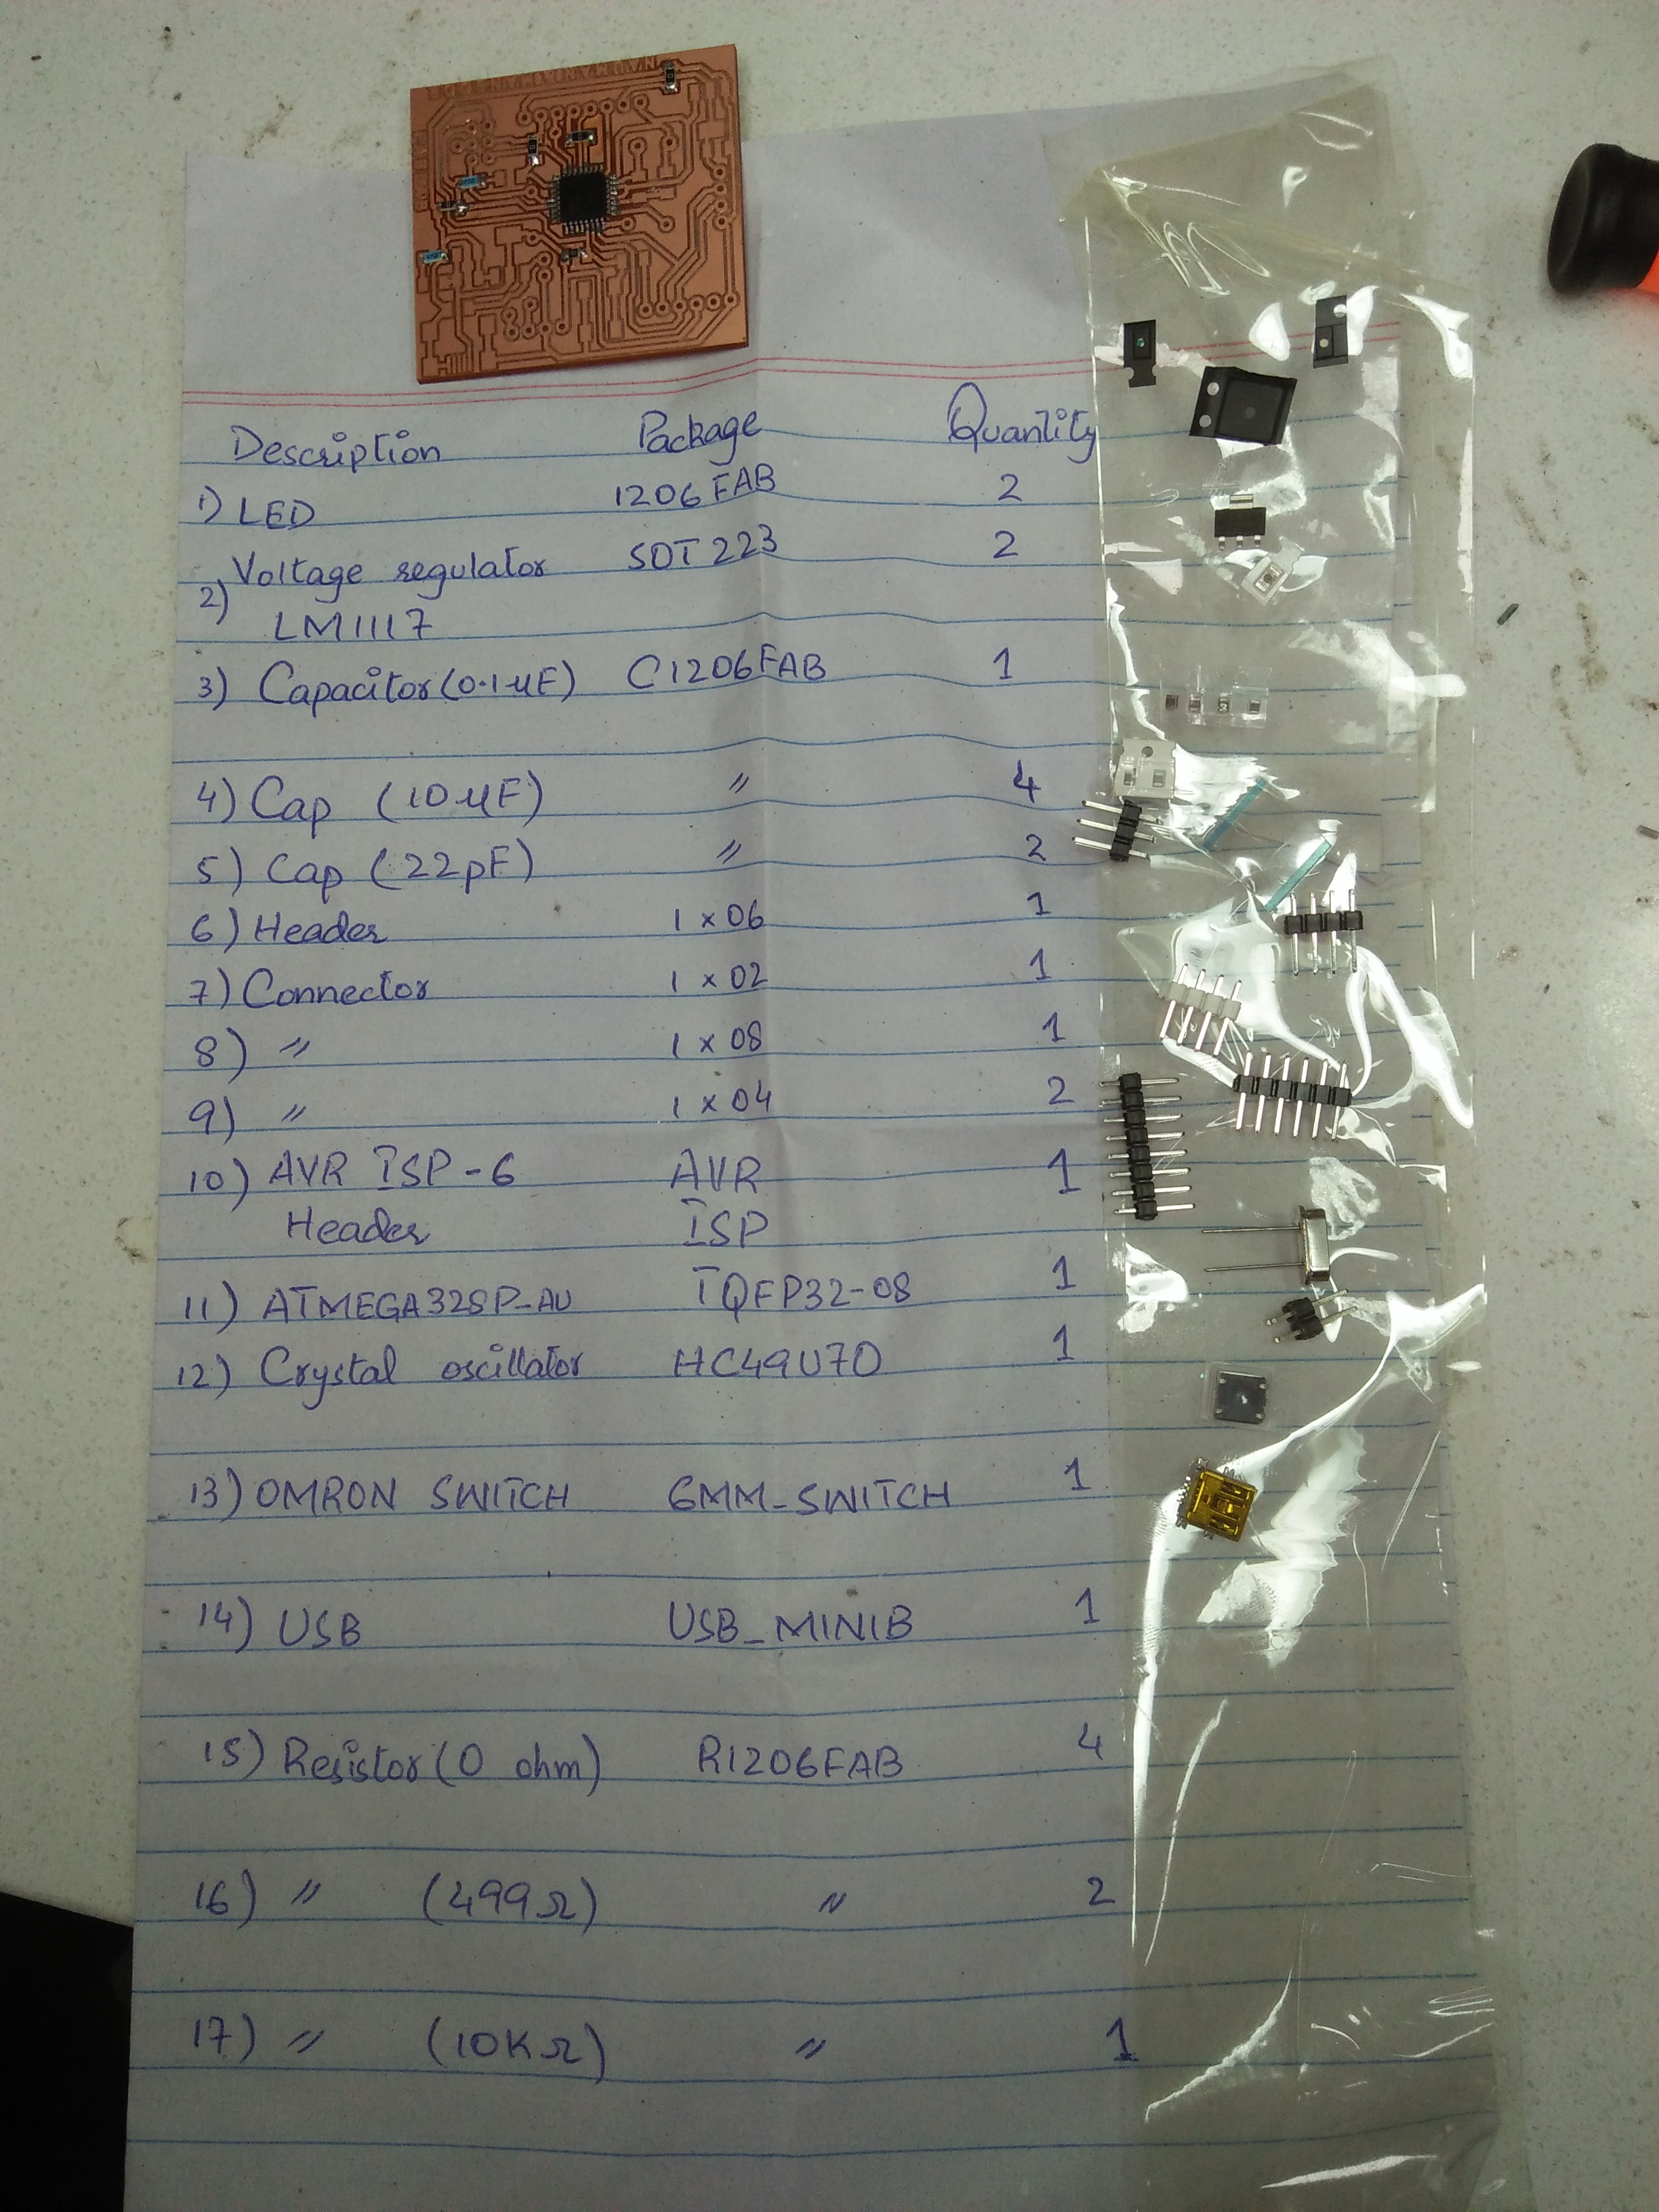 Description Package Quantity
1) LED 1206 FAB 2
2) Voltage regulator SOT 223 2
LM1117
3) Capacitor (0.1 uF) C1206FAB 1
4) Cap (10 uF) " 4
5) Cap (22pF) " 2
6) Header 1 x 06 1
7) Connector 1 x 02 1
8) " 1 x 08 1
9) " 1 x 04 2
10) AVR ISP-6 AVR 1
Header ISP
11) ATMEGA328P-AU TQFP32-08 1
12) Crystal oscillator HC49U70 1
13) OMRON SWITCH 6MM_SWITCH 1
14) USB USB_MINIB 1
15) Resistor (0 ohm) R1206FAB 4
16) " (499Ω) " 2
17) " (10KΩ) " 1